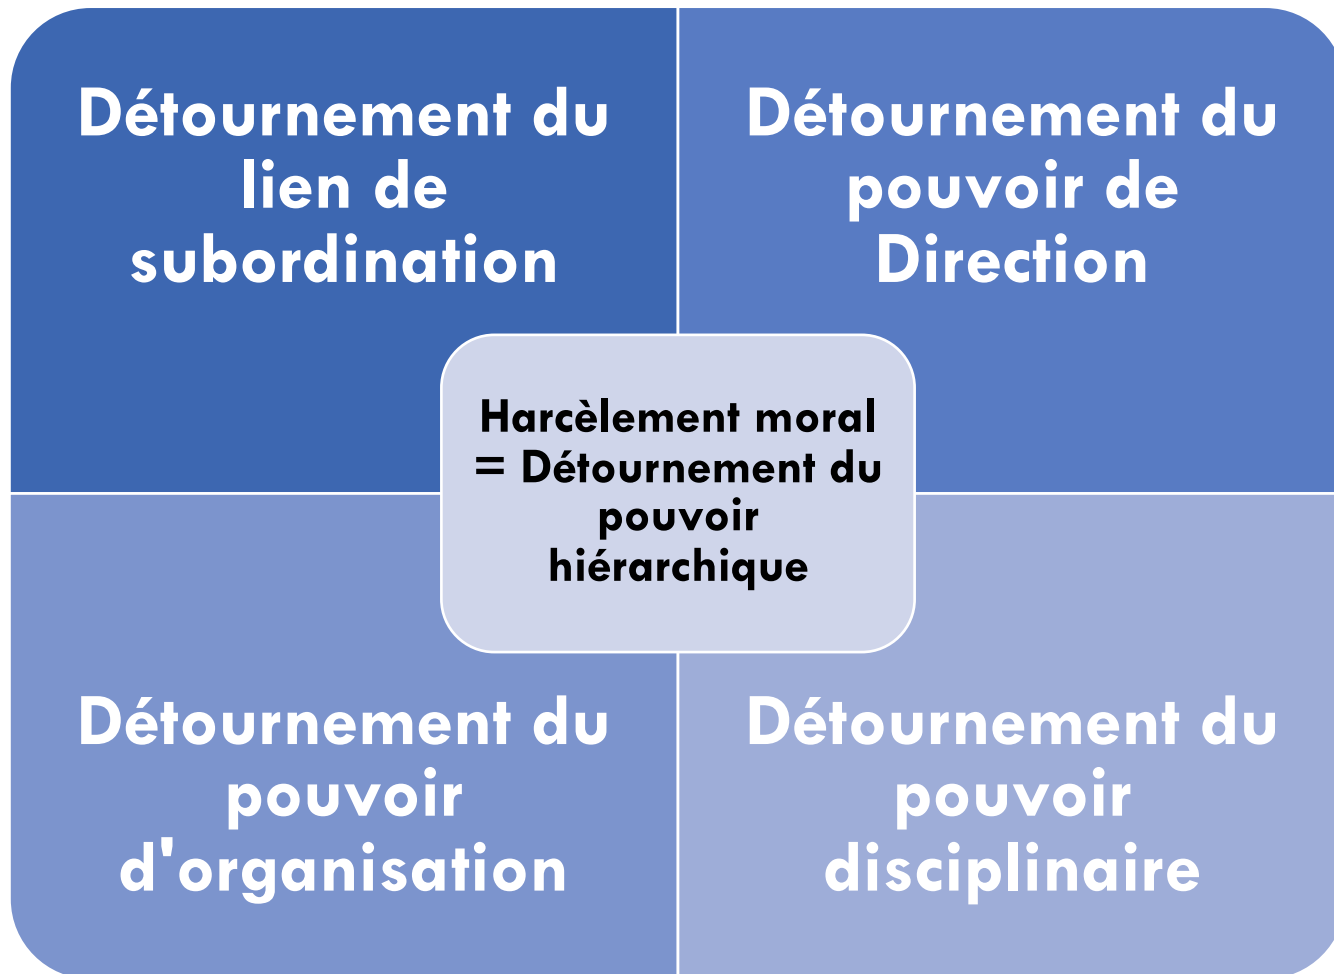 Détournement du
lien de
subordination
Détournement du
pouvoir de
Direction
Harcèlement moral
= Détournement du
pouvoir
hiérarchique
Détournement du
pouvoir
d'organisation
Détournement du
pouvoir
disciplinaire